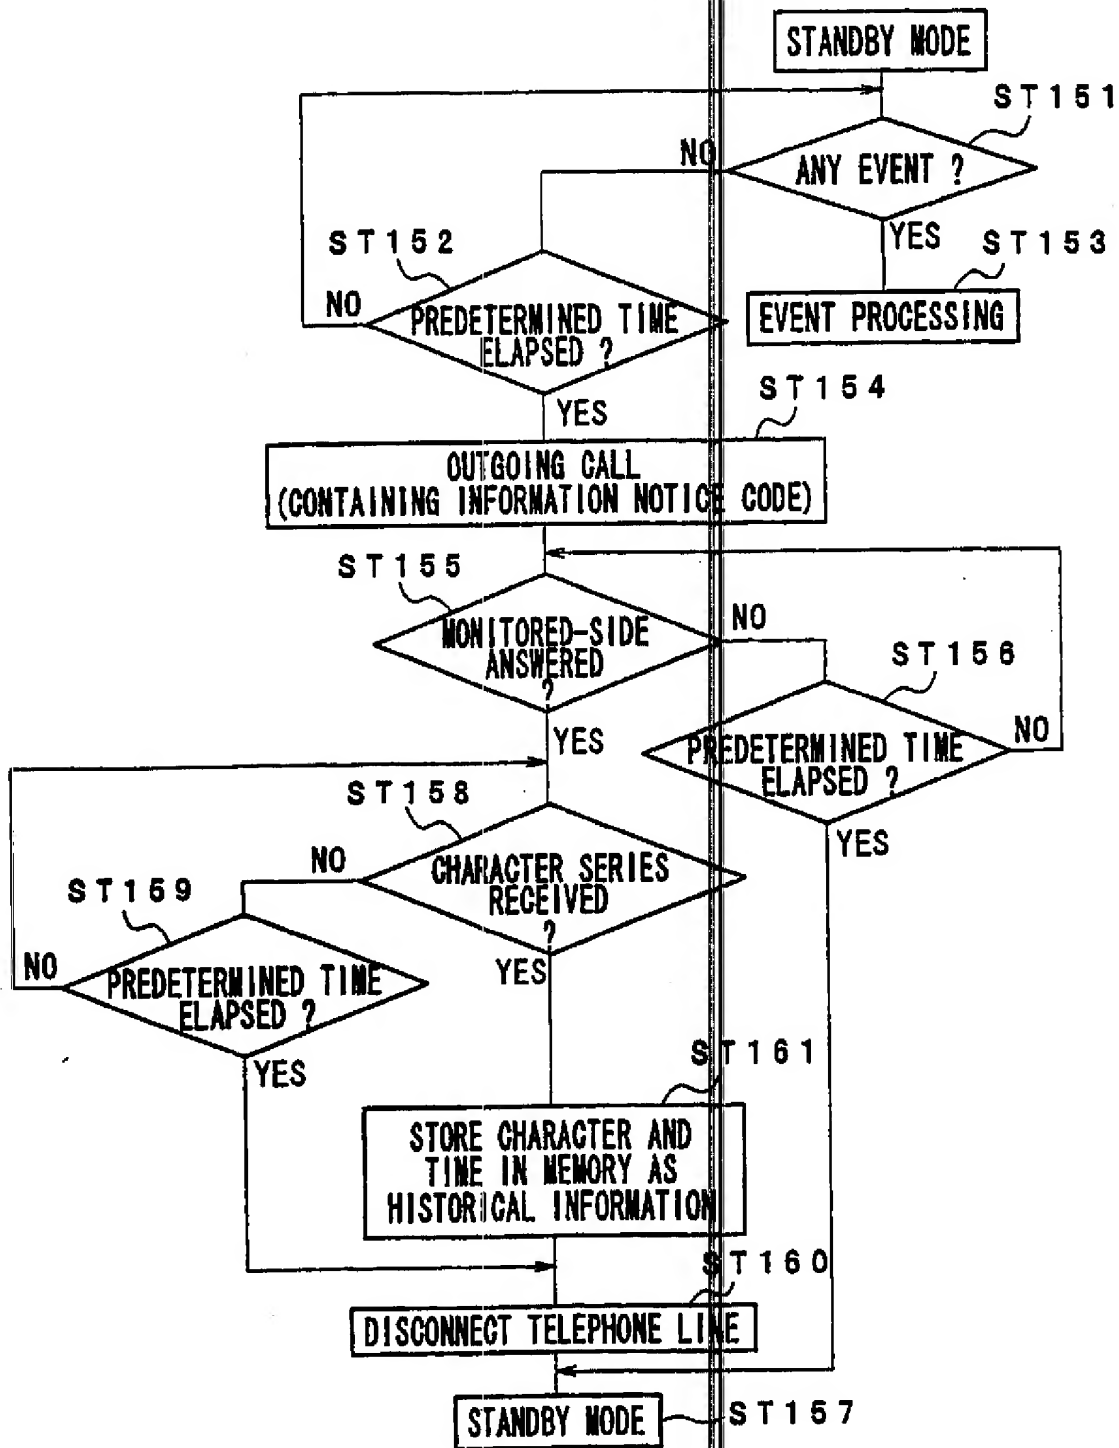 STANDBY MODE
ST151
ANY EVENT ?
NO
YES
ST153
EVENT PROCESSING
ST152
NO
PREDETERMINED TIME
ELAPSED ?
YES
ST154
OUTGOING CALL
(CONTAINING INFORMATION NOTICE CODE)
ST155
MONITORED-SIDE
ANSWERED
?
NO
YES
ST156
PREDETERMINED TIME
ELAPSED ?
NO
YES
ST158
CHARACTER SERIES
RECEIVED
?
NO
YES
ST159
NO
PREDETERMINED TIME
ELAPSED ?
YES
ST161
STORE CHARACTER AND
TIME IN MEMORY AS
HISTORICAL INFORMATION
ST160
DISCONNECT TELEPHONE LINE
STANDBY MODE
ST157